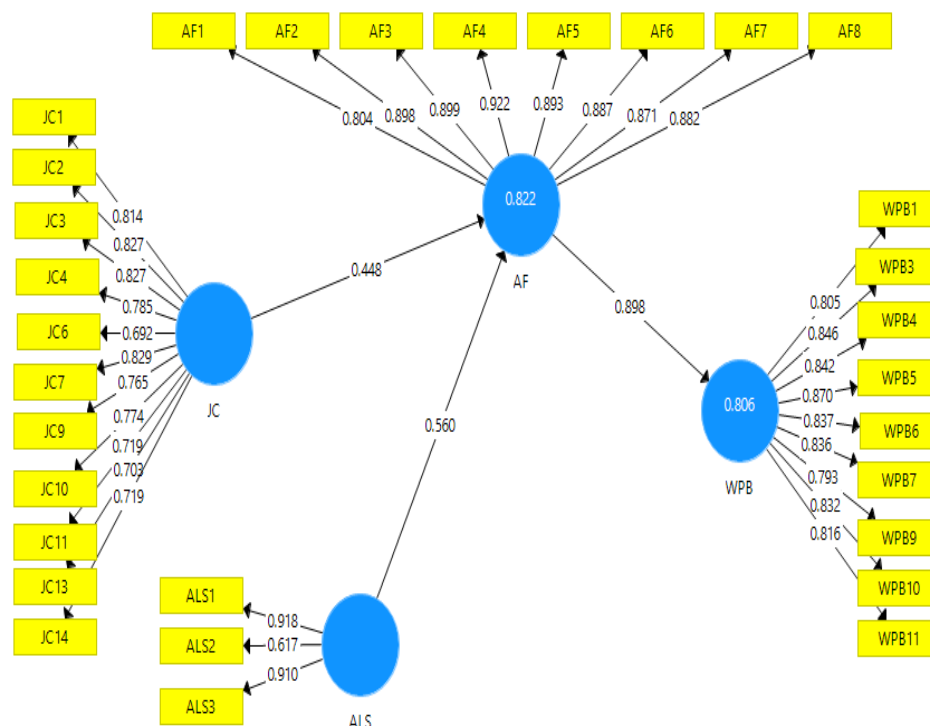 AF1 AF2 AF3 AF4 AF5 AF6 AF7 AF8
0.804 0.898 0.899 0.922 0.893 0.887 0.871 0.882
JC1
JC2
JC3
JC4
JC6
JC7
JC9
JC10
JC11
JC13
JC14
0.814
0.827
0.827
0.785
0.692
0.829
0.765
0.774
0.719
0.703
0.719
JC
0.448
0.822
AF
0.560
0.898
ALS1
ALS2
ALS3
0.918
0.617
0.910
ALS
0.806
WPB
0.805
0.846
0.842
0.870
0.837
0.836
0.793
0.832
0.816
WPB1
WPB3
WPB4
WPB5
WPB6
WPB7
WPB9
WPB10
WPB11